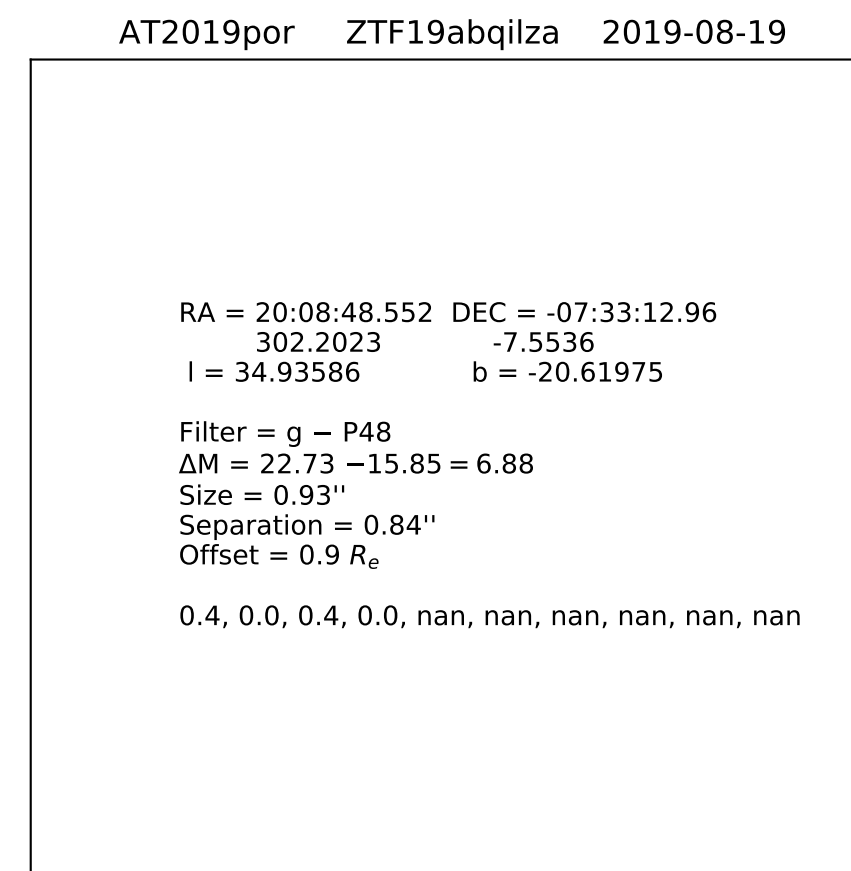 AT2019por ZTF19abqilza 2019-08-19
RA = 20:08:48.552 DEC = -07:33:12.96
302.2023 -7.5536
l = 34.93586 b = -20.61975
Filter = g − P48
ΔM = 22.73 −15.85 = 6.88
Size = 0.93''
Separation = 0.84''
Offset = 0.9 Re
0.4, 0.0, 0.4, 0.0, nan, nan, nan, nan, nan, nan